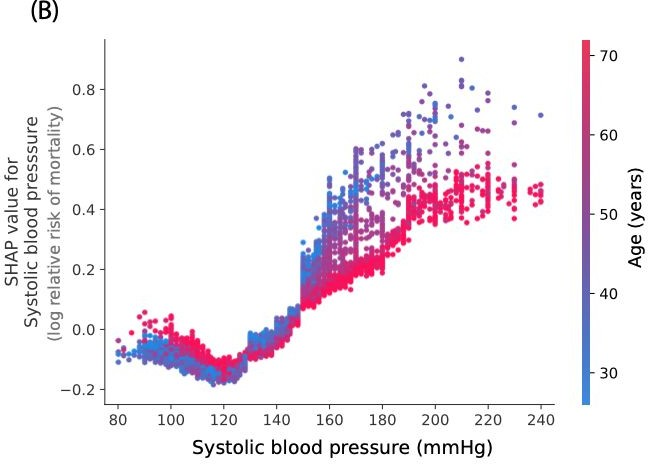 (B)
SHAP value for
Systolic blood presssure
(log relative risk of mortality)
0.8
0.6
0.4
0.2
0.0
−0.2
80 100 120 140 160 180 200 220 240
Systolic blood pressure (mmHg)
70
60
50
40
30
Age (years)